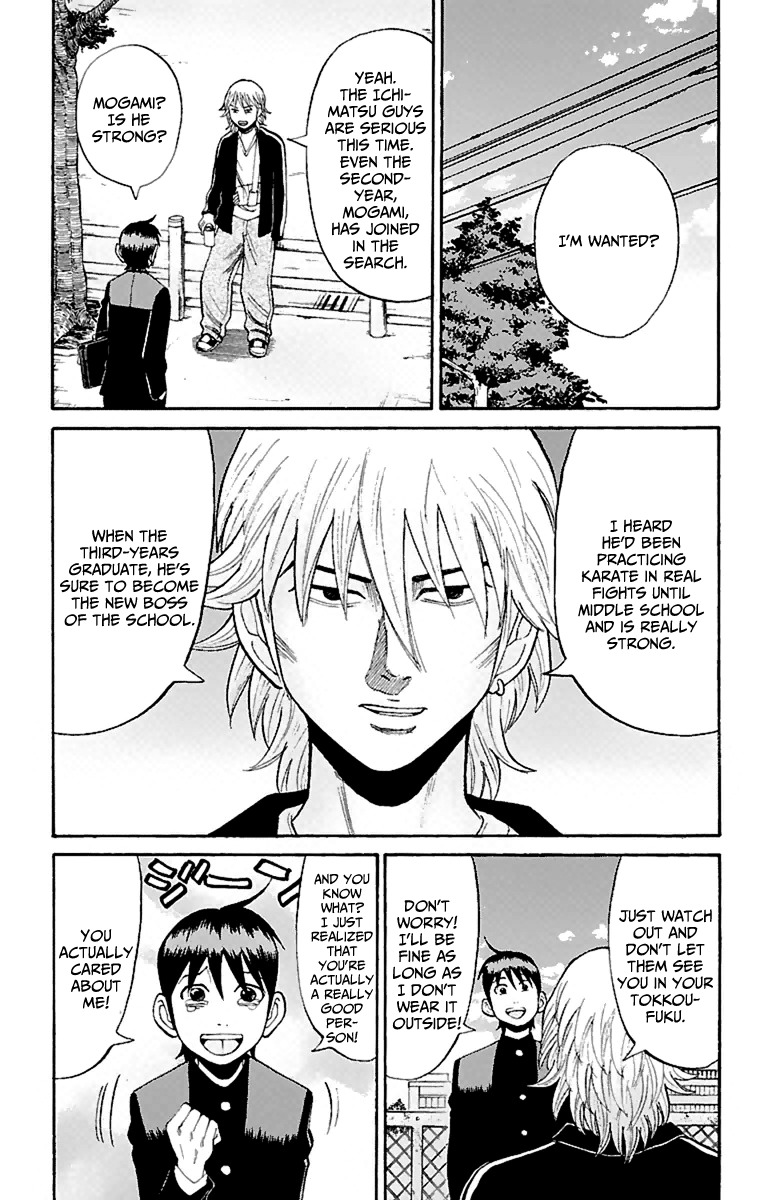 I'M WANTED?
YEAH.
THE ICHI-
MATSU GUYS
ARE SERIOUS
THIS TIME.
EVEN THE
SECOND-
YEAR,
MOGAMI,
HAS JOINED
IN THE
SEARCH.
MOGAMI?
IS HE
STRONG?
I HEARD
HE'D BEEN
PRACTICING
KARATE IN REAL
FIGHTS UNTIL
MIDDLE SCHOOL
AND IS REALLY
STRONG.
WHEN THE
THIRD-YEARS
GRADUATE, HE'S
SURE TO BECOME
THE NEW BOSS
OF THE SCHOOL.
JUST WATCH
OUT AND
DON'T LET
THEM SEE
YOU IN YOUR
TOKKOU-
FUKU.
DON'T
WORRY!
I'LL BE
FINE AS
LONG AS
I DON'T
WEAR IT
OUTSIDE!
AND YOU
KNOW
WHAT?
I JUST
REALIZED
THAT
YOU'RE
ACTUALLY
A REALLY
GOOD
PER-
SON!
ジーン
YOU
ACTUALLY
CARED
ABOUT
ME!